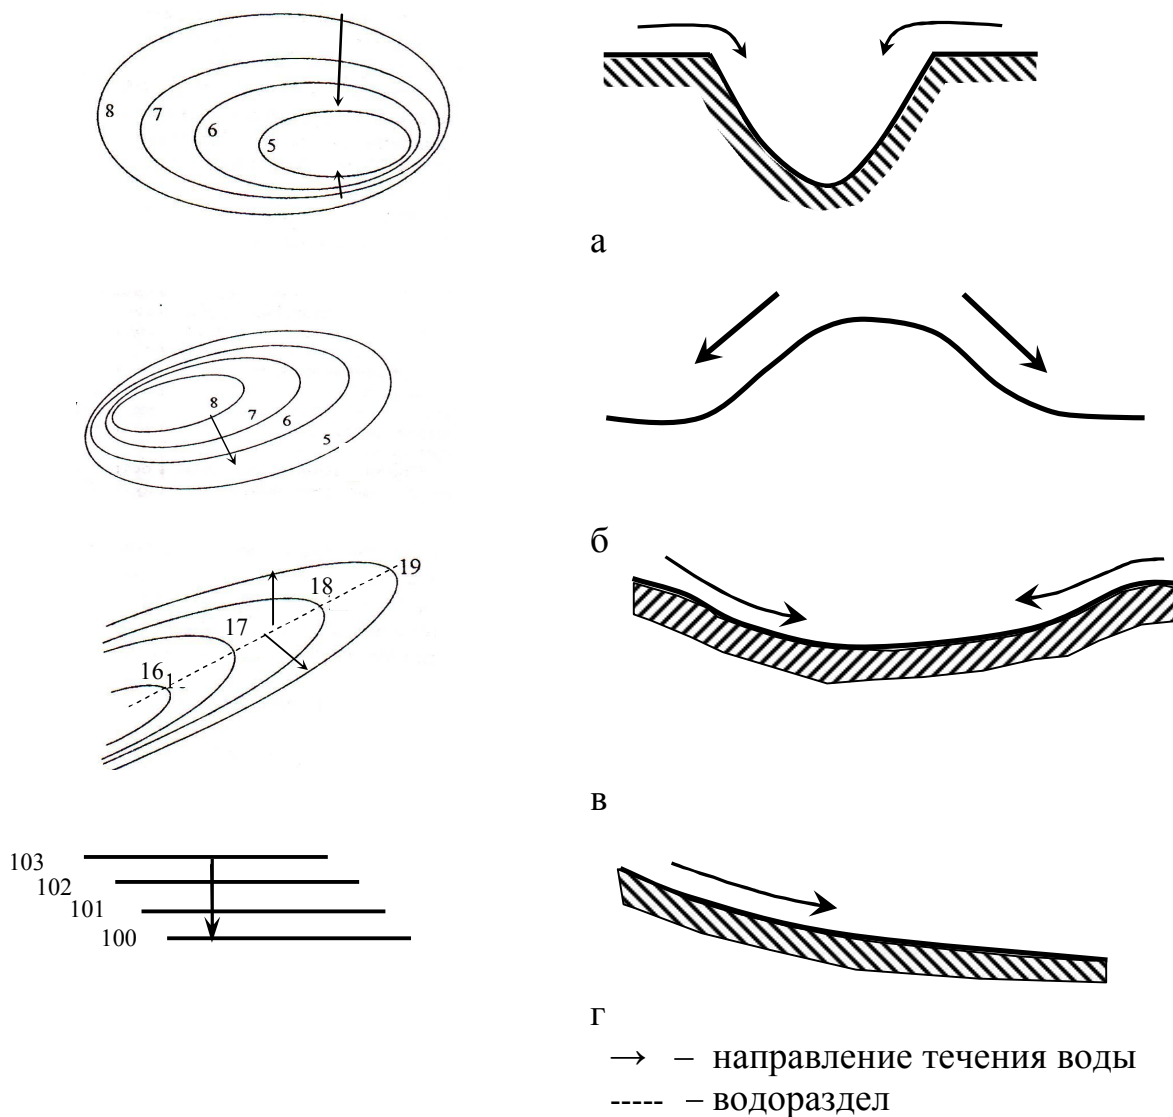 8 7 6 5
а
8 7 6 5
б
19
18
17
16 1
в
103
102
101
100
г
→ – направление течения воды
----- – водораздел